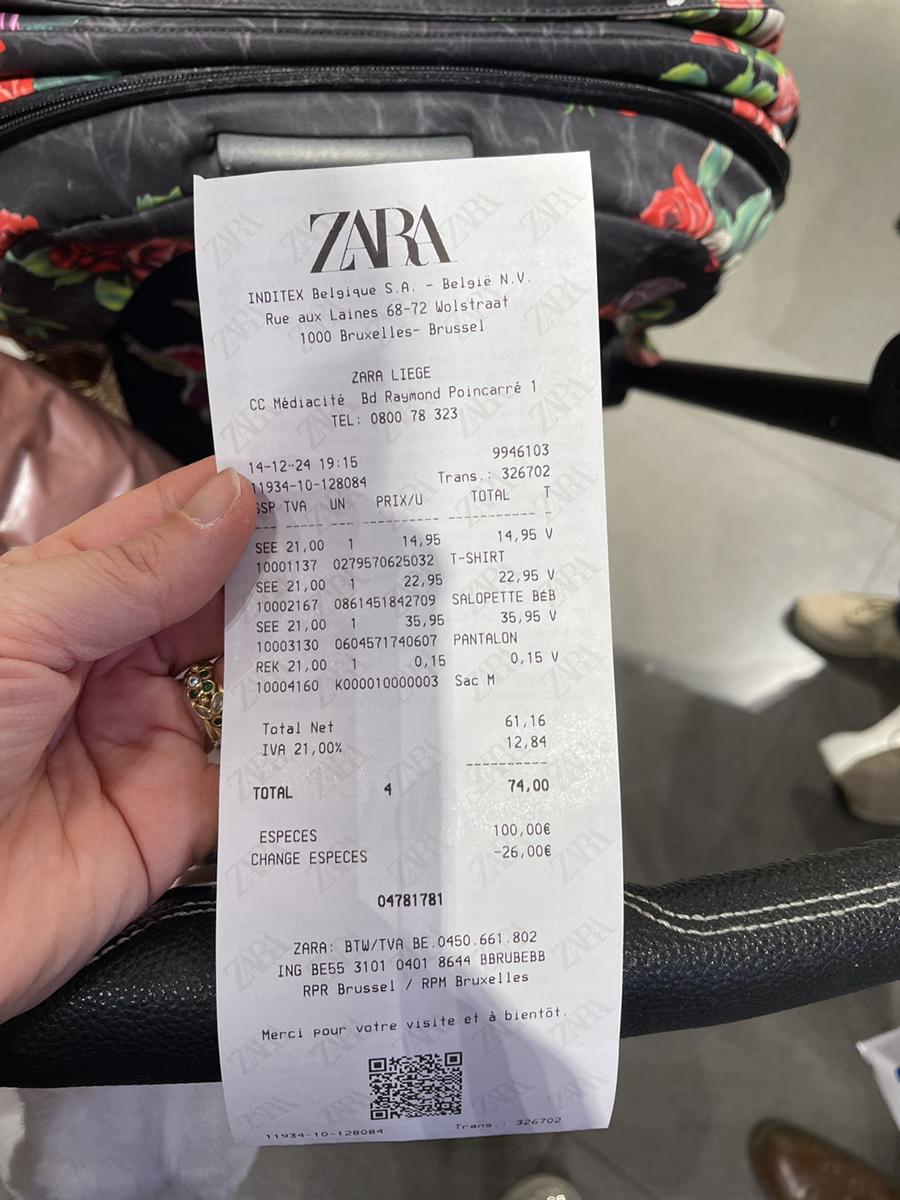 ZARA
INDITEX Belgique S.A. - België N.V.
Rue aux Laines 68-72 Wolstraat
1000 Bruxelles- Brussel
ZARA LIEGE
CC Médiacité Bd Raymond Poincarré 1
TEL: 0800 78 323
14-12-24 19:15 9946103
11934-10-128084 Trans.: 326702
SSP TVA UN PRIX/U TOTAL T
SEE 21,00 1 14,95 14,95 V
10001137 0279570625032 T-SHIRT
SEE 21,00 1 22,95 22,95 V
10002167 0861451842709 SALOPETTE BÉB
SEE 21,00 1 35,95 35,95 V
10003130 0604571740607 PANTALON
REK 21,00 1 0,15 0,15 V
10004160 K000010000003 Sac M
Total Net 61,16
IVA 21,00% 12,84
TOTAL 4 74,00
ESPECES 100,00€
CHANGE ESPECES -26,00€
04781781
ZARA: BTW/TVA BE.0450.661.802
ING BE55 3101 0401 8644 BBRUBEBB
RPR Brussel / RPM Bruxelles
Merci pour votre visite et à bientôt.
11934-10-128084 Trans.: 326702